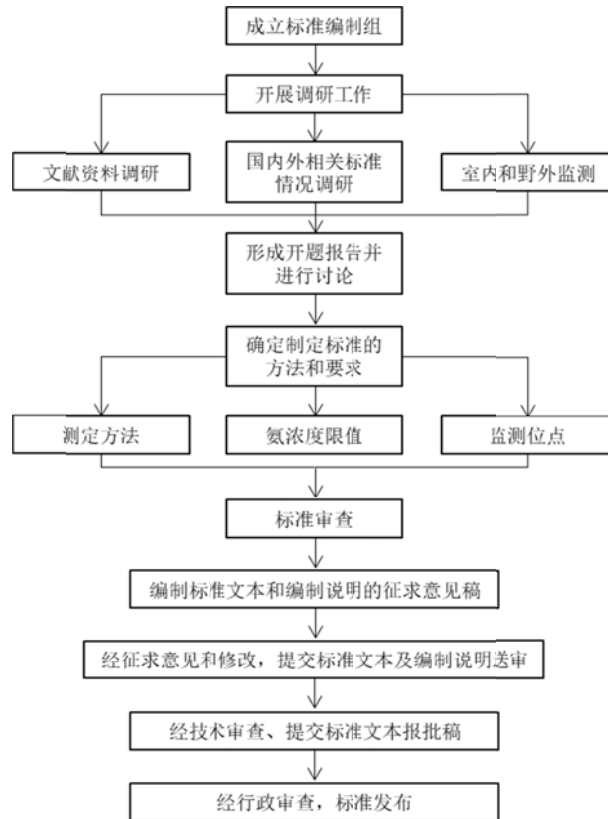 成立标准编制组
开展调研工作
文献资料调研
国内外相关标准
情况调研
室内和野外监测
形成开题报告并
进行讨论
确定制定标准的
方法和要求
测定方法
氨浓度限值
监测位点
标准审查
编制标准文本和编制说明的征求意见稿
经征求意见和修改，提交标准文本及编制说明送审
经技术审查、提交标准文本报批稿
经行政审查，标准发布